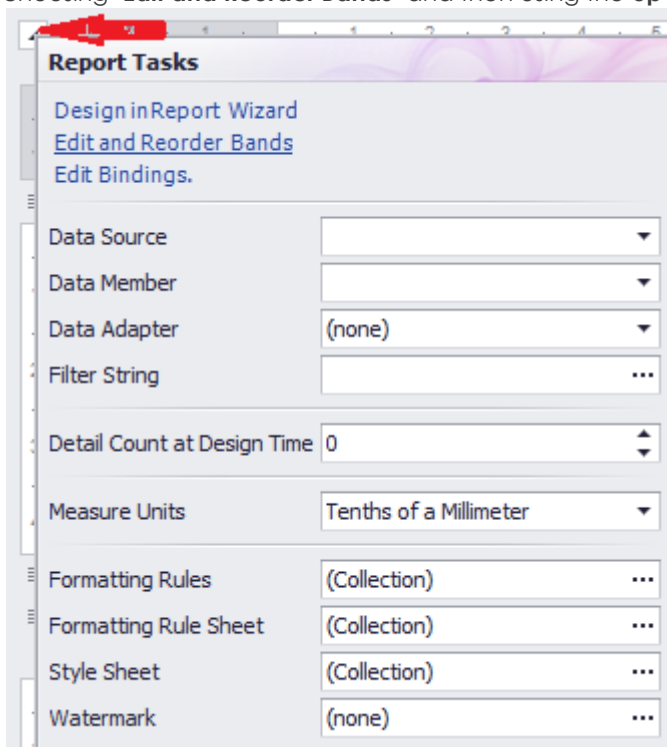 Report Tasks
Design in Report Wizard
Edit and Reorder Bands
Edit Bindings.
Data Source
Data Member
Data Adapter (none)
Filter String ...
Detail Count at Design Time 0
Measure Units Tenths of a Millimeter
Formatting Rules (Collection) ...
Formatting Rule Sheet (Collection) ...
Style Sheet (Collection) ...
Watermark (none) ...